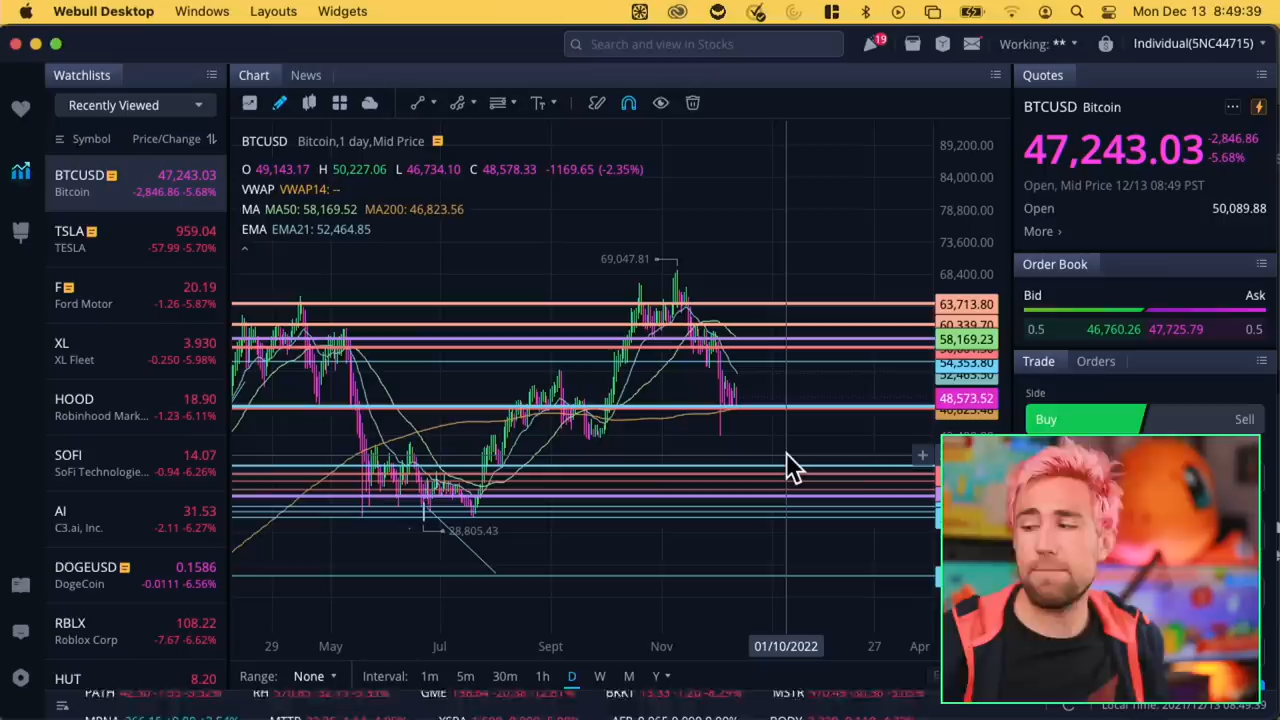 Webull Desktop Windows Layouts Widgets Mon Dec 13 8:49:39
Search and view in Stocks 19 Working: ** Individual(5NC44715)
Watchlists Chart News Quotes
Recently Viewed
Symbol Price/Change
BTCUSD 47,243.03
Bitcoin -2,846.86 -5.68%
TSLA 959.04
TESLA -57.99 -5.70%
F 20.19
Ford Motor -1.26 -5.87%
XL 3.930
XL Fleet -0.250 -5.98%
HOOD 18.90
Robinhood Mark... -1.23 -6.11%
SOFI 14.07
SoFi Technologie... -0.94 -6.26%
AI 31.53
C3.ai, Inc. -2.11 -6.27%
DOGEUSD 0.1586
DogeCoin -0.0111 -6.56%
RBLX 108.22
Roblox Corp -7.67 -6.62%
HUT 8.20
BTCUSD Bitcoin,1 day,Mid Price
O 49,143.17 H 50,227.06 L 46,734.10 C 48,578.33 -1169.65 (-2.35%)
VWAP VWAP14: --
MA MA50: 58,169.52 MA200: 46,823.56
EMA EMA21: 52,464.85
69,047.81
28,805.43
89,200.00
84,000.00
78,800.00
73,600.00
68,400.00
63,713.80
60,339.70
58,169.23
54,353.80
48,573.52
29 May Jul Sept Nov 01/10/2022 27 Apr
Range: None Interval: 1m 5m 30m 1h D W M Y
BTCUSD Bitcoin
47,243.03 -2,846.86
-5.68%
Open, Mid Price 12/13 08:49 PST
Open 50,089.88
More
Order Book
Bid Ask
0.5 46,760.26 47,725.79 0.5
Trade Orders
Side
Buy Sell
Local Time: 2021/12/13 08:49:39